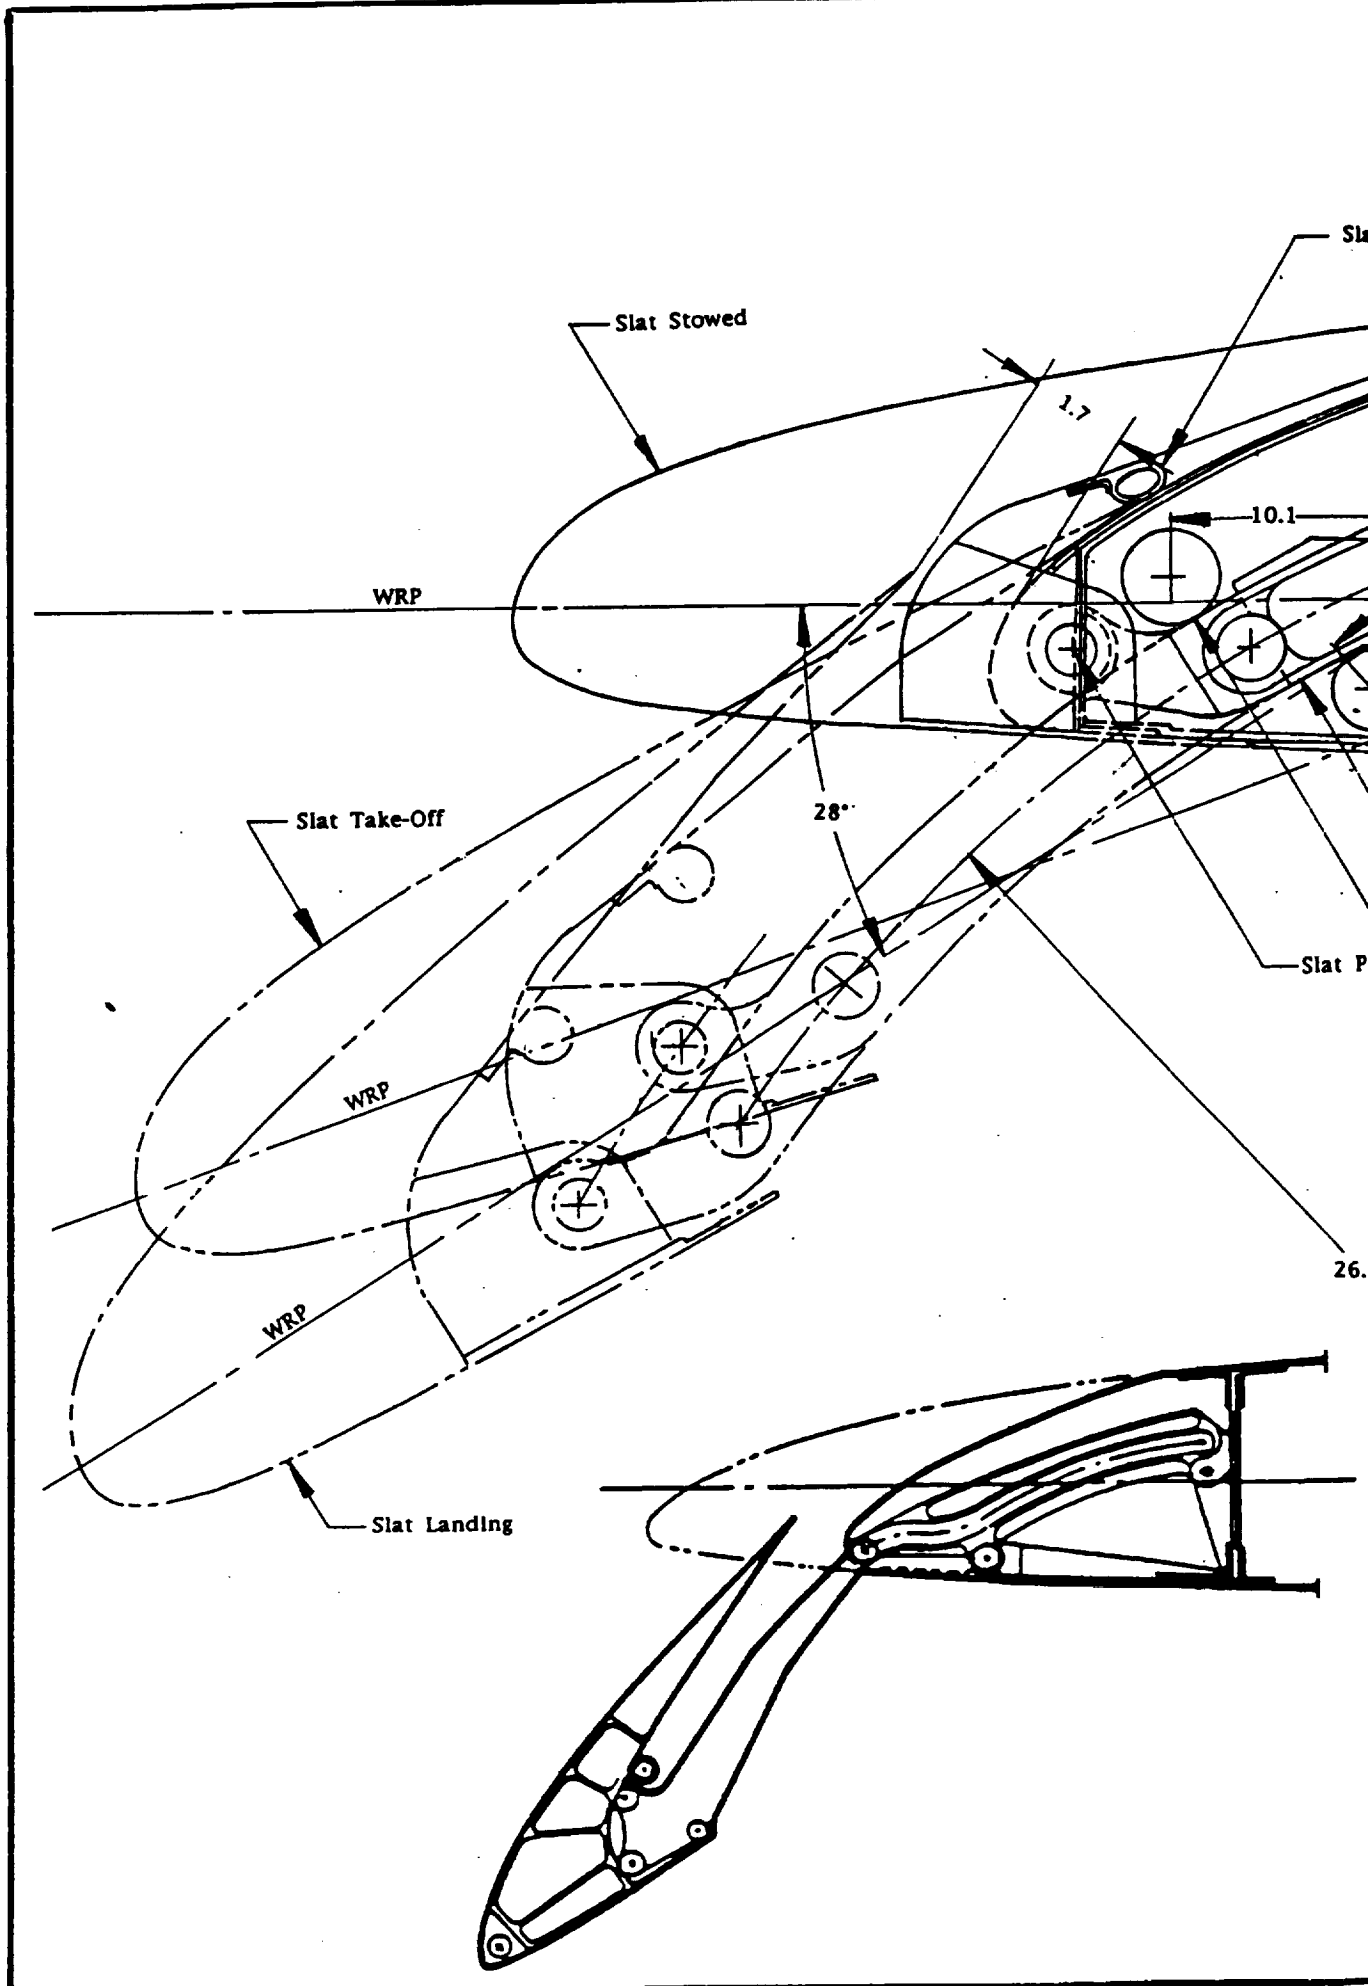 Slat Stowed
1.7
10.1
WRP
28°
Slat Take-Off
Slat
WRP
26.
WRP
Slat Landing